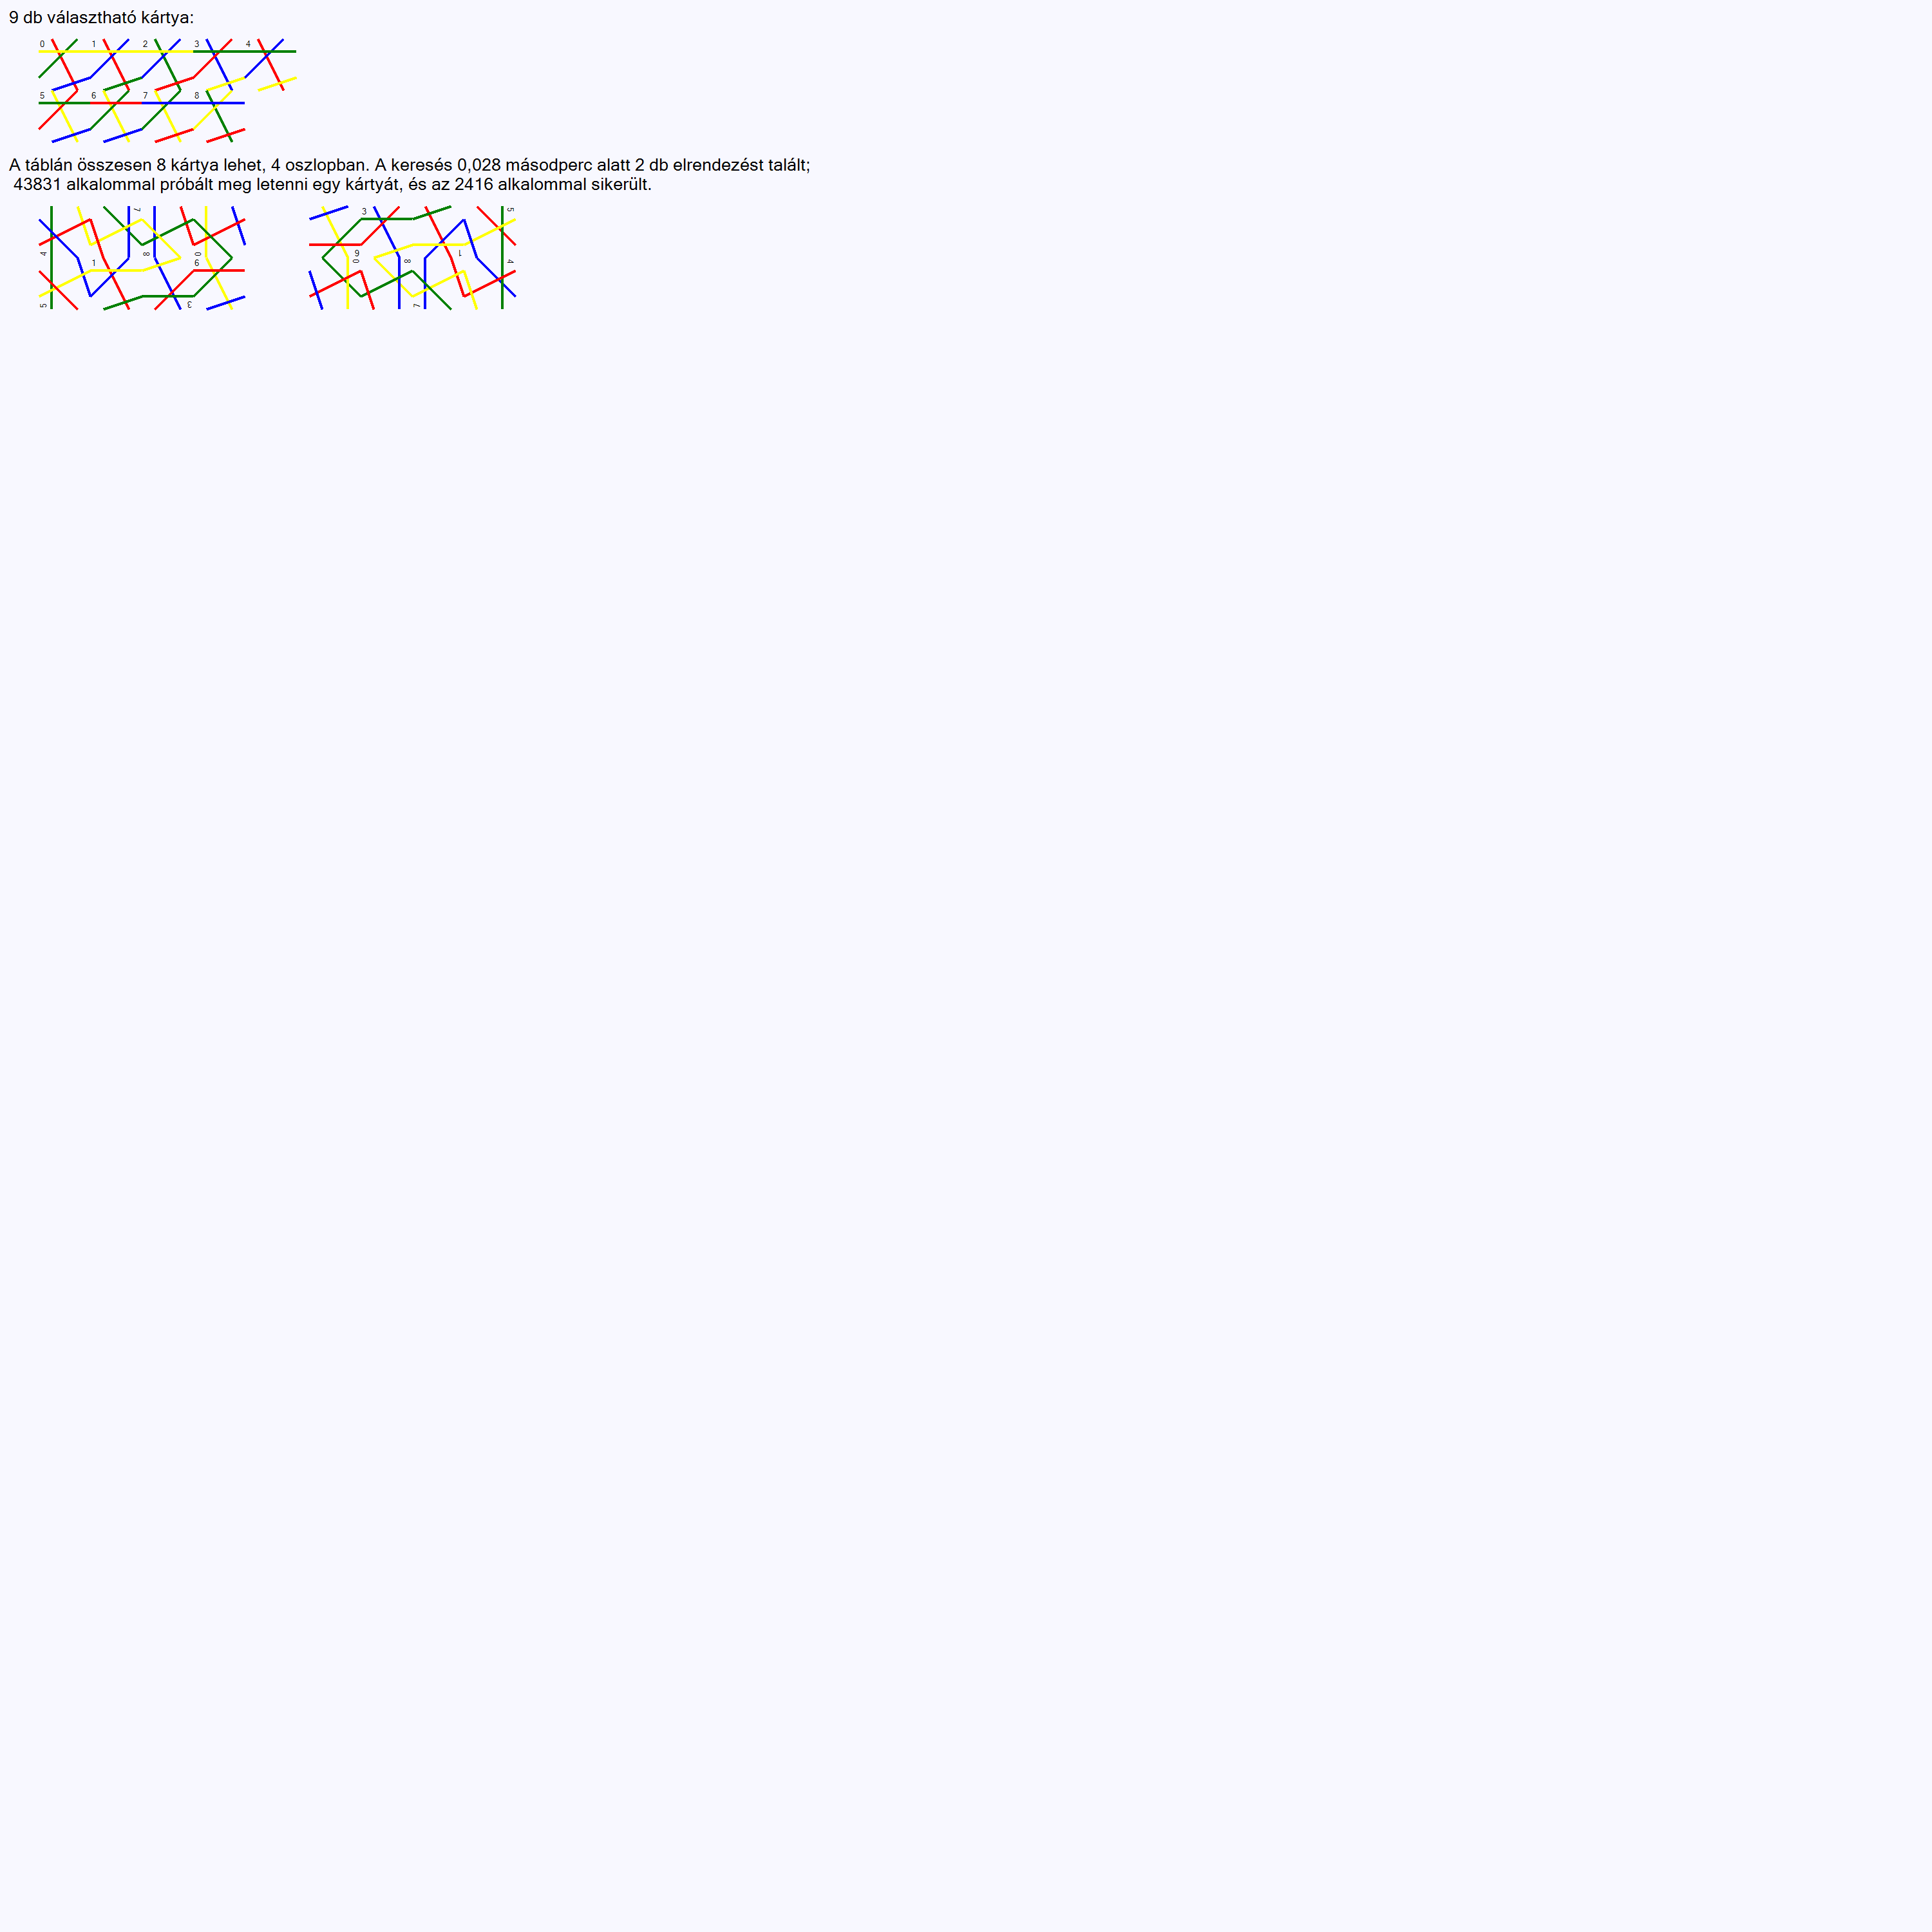 9 db választható kártya:
0 1 2 3 4
5 6 7 8
A táblán összesen 8 kártya lehet, 4 oszlopban. A keresés 0,028 másodperc alatt 2 db elrendezést talált;
43831 alkalommal próbált meg letenni egy kártyát, és az 2416 alkalommal sikerült.
7 3 5
4 8 0 6 0 8 1 4
1 6
5 3 7